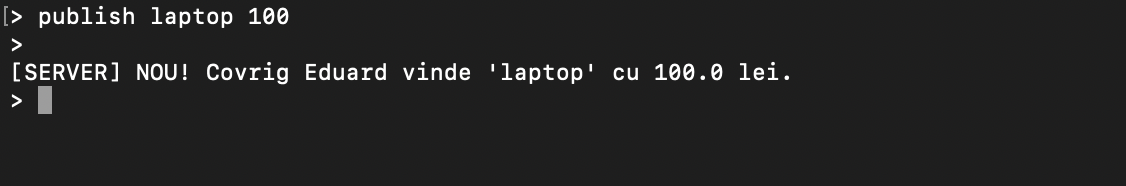 [> publish laptop 100
>
[SERVER] NOU! Covrig Eduard vinde 'laptop' cu 100.0 lei.
>